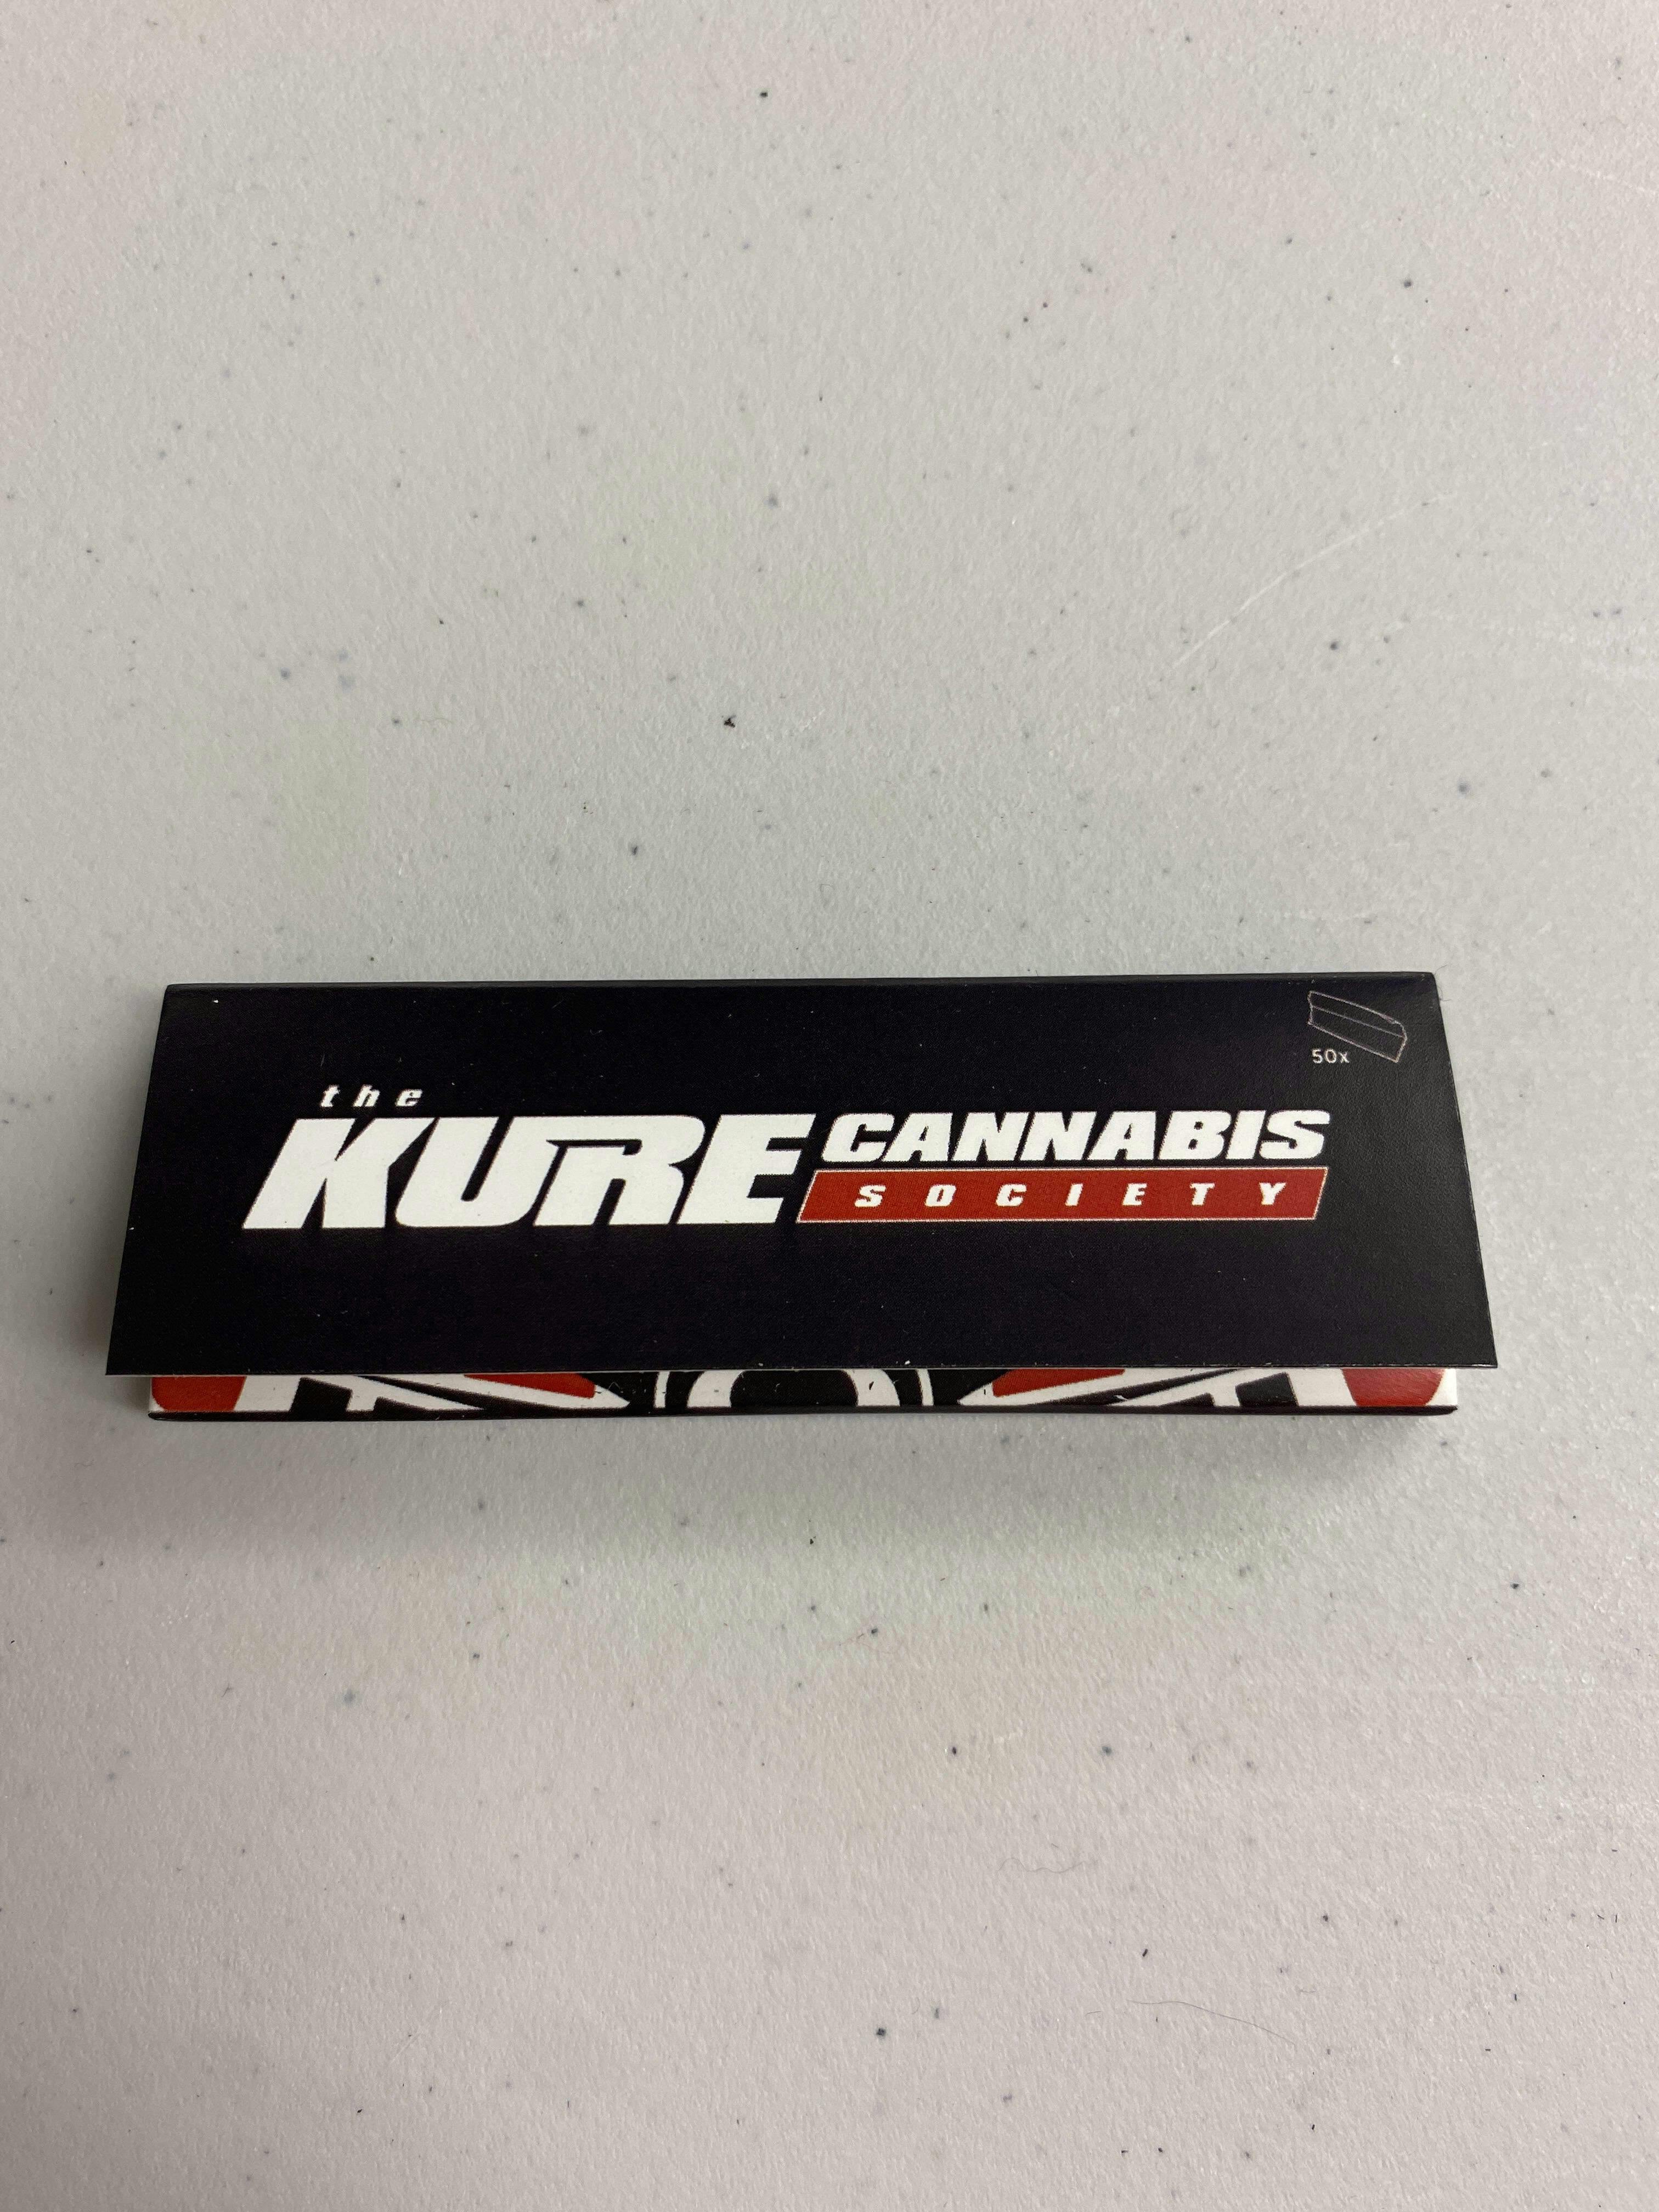 50x
the
KURE CANNABIS
SOCIETY